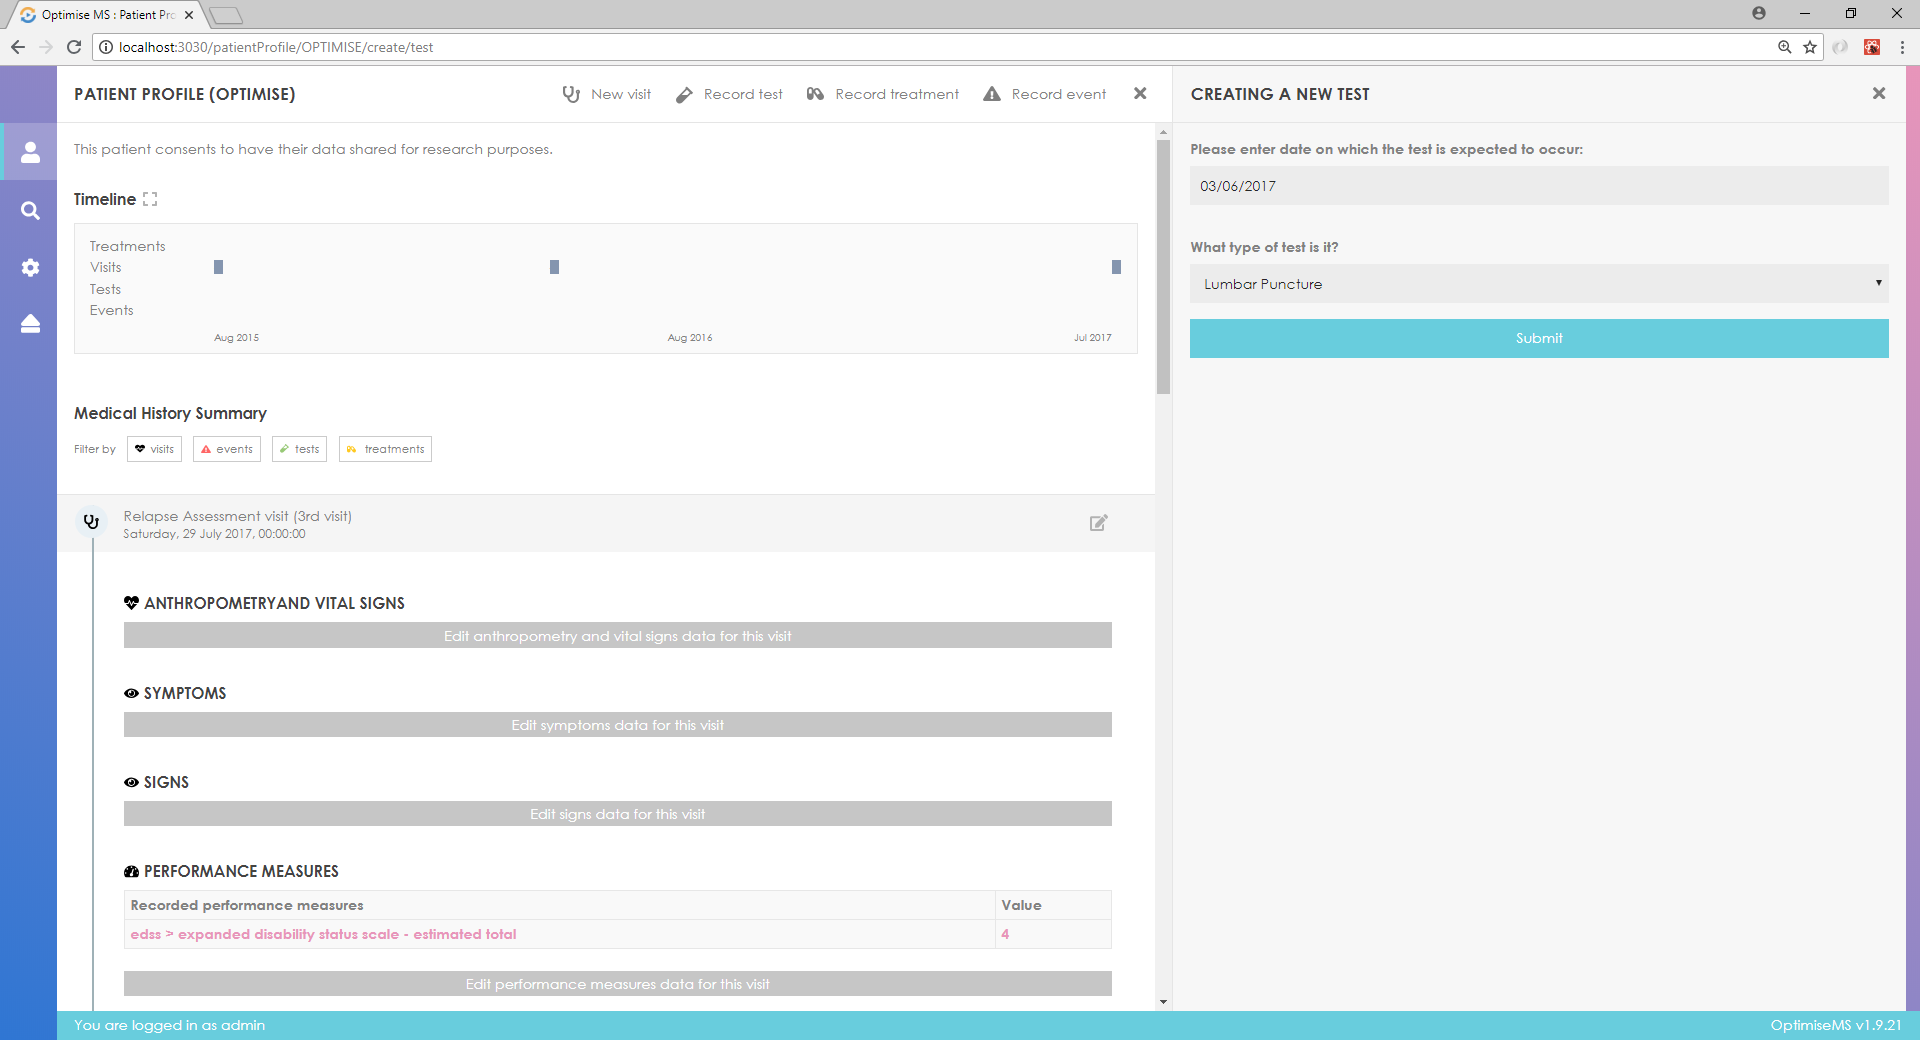 Optimise MS : Patient Pro
localhost:3030/patientProfile/OPTIMISE/create/test
PATIENT PROFILE (OPTIMISE)
New visit
Record test
Record treatment
Record event
This patient consents to have their data shared for research purposes.
Timeline
Treatments
Visits
Tests
Events
Aug 2015
Aug 2016
Jul 2017
Medical History Summary
Filter by
visits
events
tests
treatments
Relapse Assessment visit (3rd visit)
Saturday, 29 July 2017, 00:00:00
ANTHROPOMETRYAND VITAL SIGNS
Edit anthropometry and vital signs data for this visit
SYMPTOMS
Edit symptoms data for this visit
SIGNS
Edit signs data for this visit
PERFORMANCE MEASURES
Recorded performance measures Value
edss > expanded disability status scale - estimated total 4
Edit performance measures data for this visit
CREATING A NEW TEST
Please enter date on which the test is expected to occur:
03/06/2017
What type of test is it?
Lumbar Puncture
Submit
You are logged in as admin
OptimiseMS v1.9.21